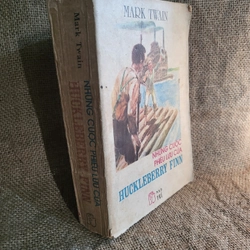 MARK TWAIN
NHỮNG CUỘC
PHIÊU LƯU CỦA
HUCKLEBERRY FINN
Mark Twain
NHỮNG CUỘC PHIÊU LƯU CỦA
HUCKLEBERRY FINN